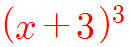 (x + 3)³